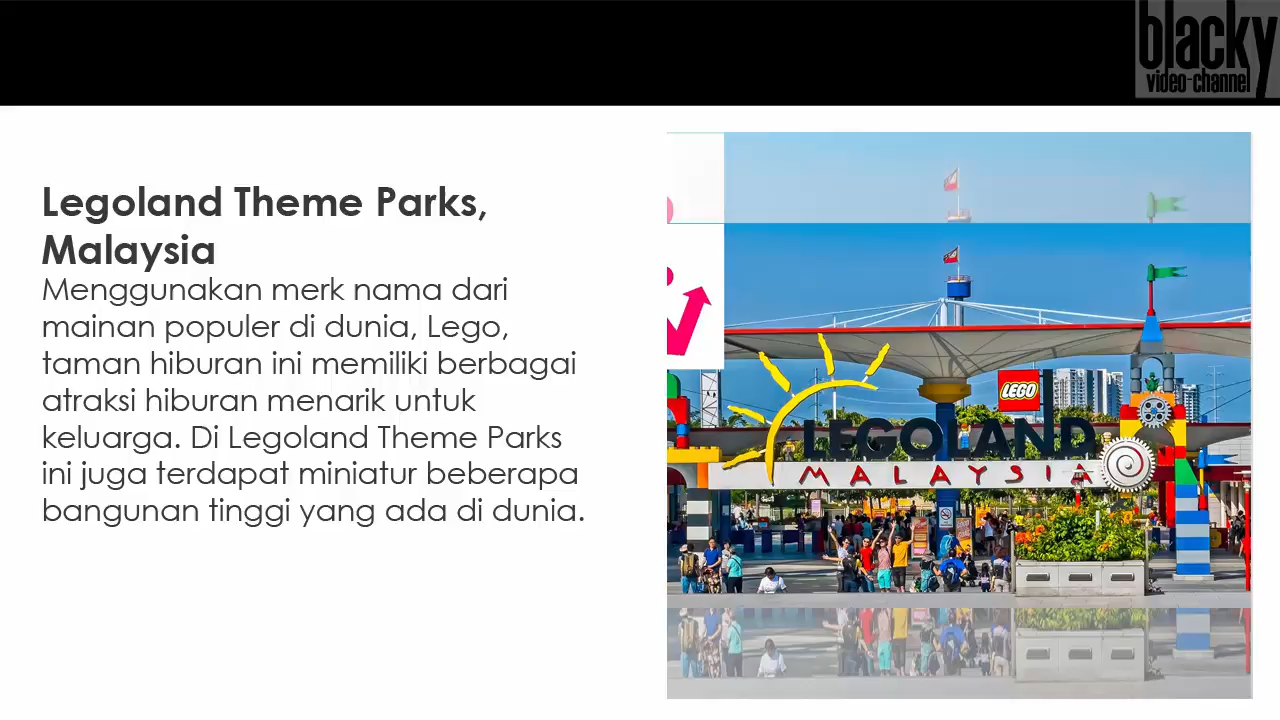 blacky
video-channel
Legoland Theme Parks,
Malaysia
Menggunakan merk nama dari
mainan populer di dunia, Lego,
taman hiburan ini memiliki berbagai
atraksi hiburan menarik untuk
keluarga. Di Legoland Theme Parks
ini juga terdapat miniatur beberapa
bangunan tinggi yang ada di dunia.
LEGO
LEGOLAND
MALAYSIA